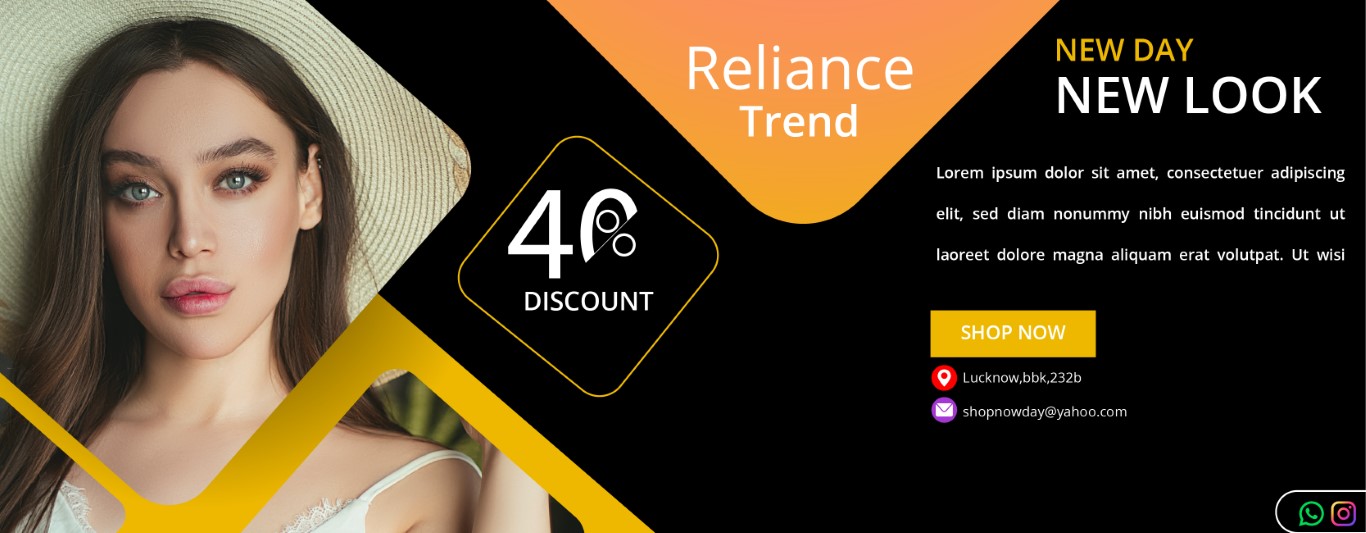 Reliance
Trend
NEW DAY
NEW LOOK
40%
DISCOUNT
Lorem ipsum dolor sit amet, consectetuer adipiscing
elit, sed diam nonummy nibh euismod tincidunt ut
laoreet dolore magna aliquam erat volutpat. Ut wisi
SHOP NOW
Lucknow,bbk,232b
shopnowday@yahoo.com